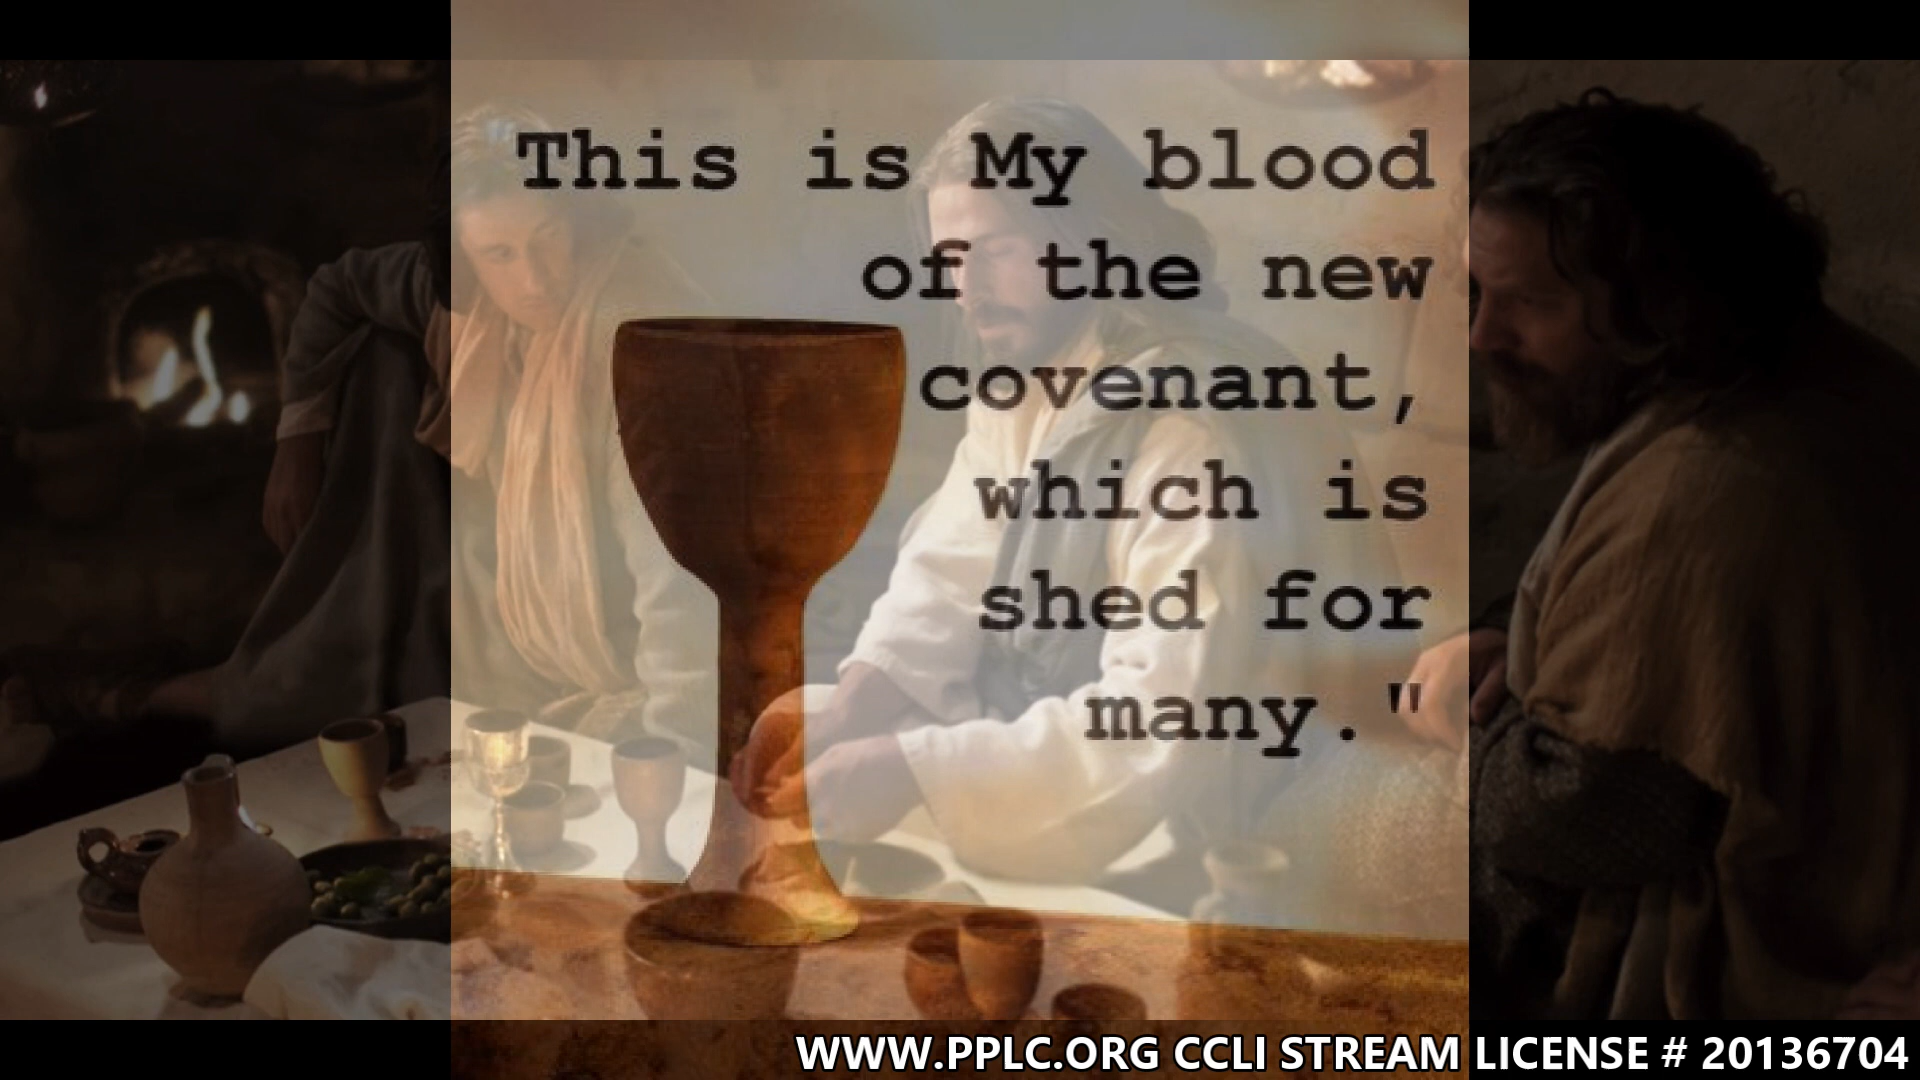 This is My blood
of the new
covenant,
which is
shed for
many."
WWW.PPLC.ORG CCLI STREAM LICENSE # 20136704